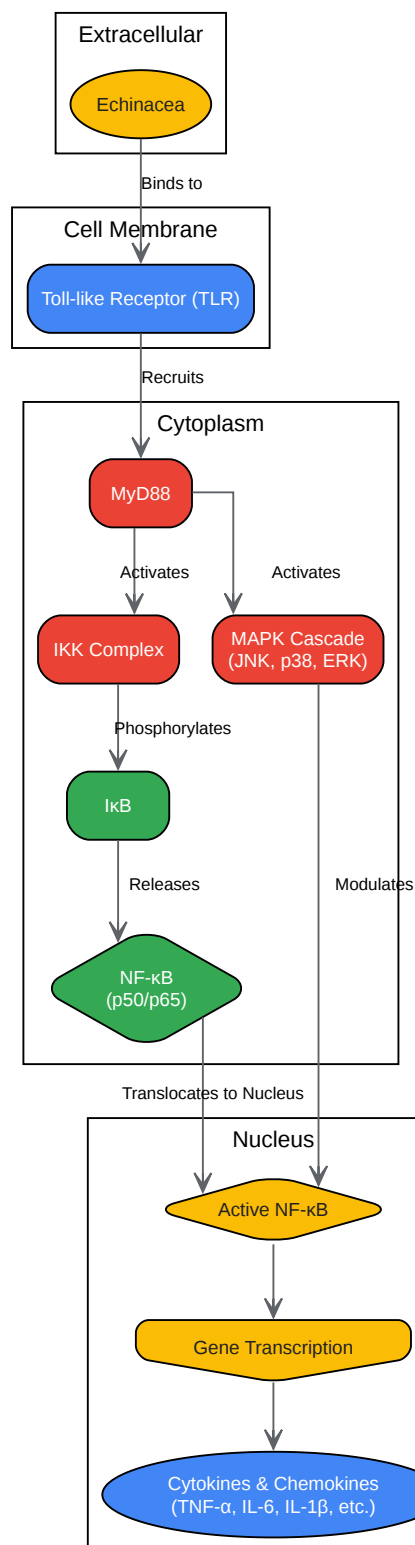 Extracellular
Echinacea
Binds to
Cell Membrane
Toll-like Receptor (TLR)
Recruits
Cytoplasm
MyD88
Activates
Activates
IKK Complex
MAPK Cascade
(JNK, p38, ERK)
Phosphorylates
IκB
Releases
Modulates
NF-κB
(p50/p65)
Translocates to Nucleus
Nucleus
Active NF-κB
Gene Transcription
Cytokines & Chemokines
(TNF-α, IL-6, IL-1β, etc.)